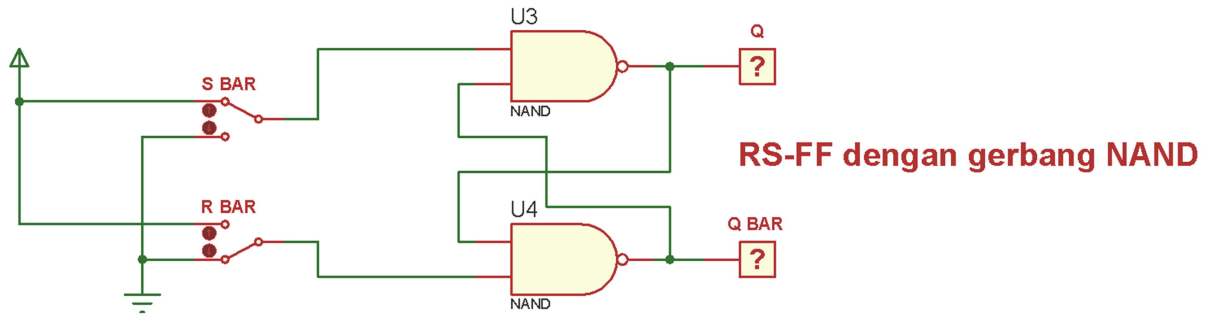 U3
Q
?
S BAR
NAND
RS-FF dengan gerbang NAND
R BAR
U4
Q BAR
?
NAND